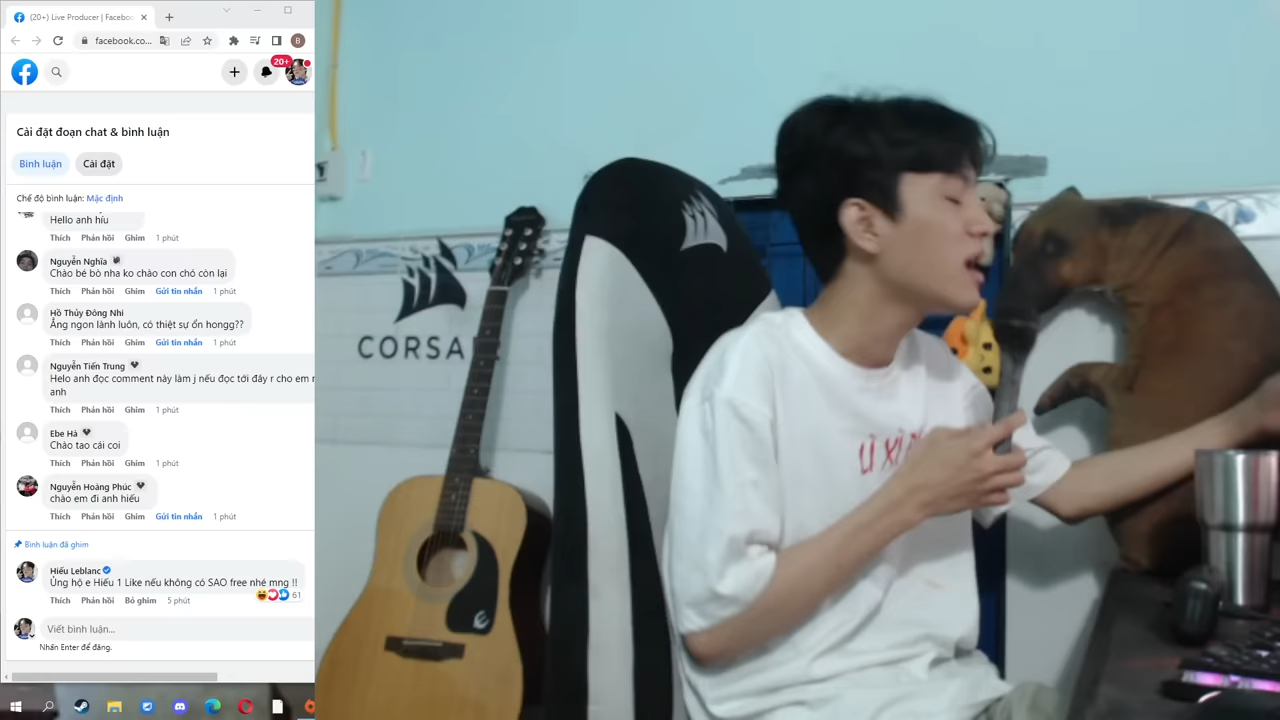 (20+) Live Producer | Faceboo
facebook.co...
B
20+
Cài đặt đoạn chat & bình luận
Bình luận
Cài đặt
Chế độ bình luận: Mặc định
Hello anh híu
Thích Phản hồi Ghim 1 phút
Nguyễn Nghĩa
Chào bé bò nha ko chào con chó còn lại
Thích Phản hồi Ghim Gửi tin nhắn 1 phút
Hồ Thúy Đông Nhi
Ảng ngon lành luôn, có thiệt sự ổn hongg??
Thích Phản hồi Ghim Gửi tin nhắn 1 phút
Nguyễn Tiến Trung
Helo anh đọc comment này làm j nếu đọc tới đây r cho em
anh
Thích Phản hồi Ghim 1 phút
Ebe Hà
Chào tao cái coi
Thích Phản hồi Ghim 1 phút
Nguyễn Hoàng Phúc
chào em đi anh hiếu
Thích Phản hồi Ghim Gửi tin nhắn 1 phút
Bình luận đã ghim
Hiếu Leblanc
Ủng hộ e Hiếu 1 Like nếu không có SAO free nhé mng !!
61
Thích Phản hồi Bỏ ghim 5 phút
Viết bình luận...
Nhấn Enter để đăng.
CORSA